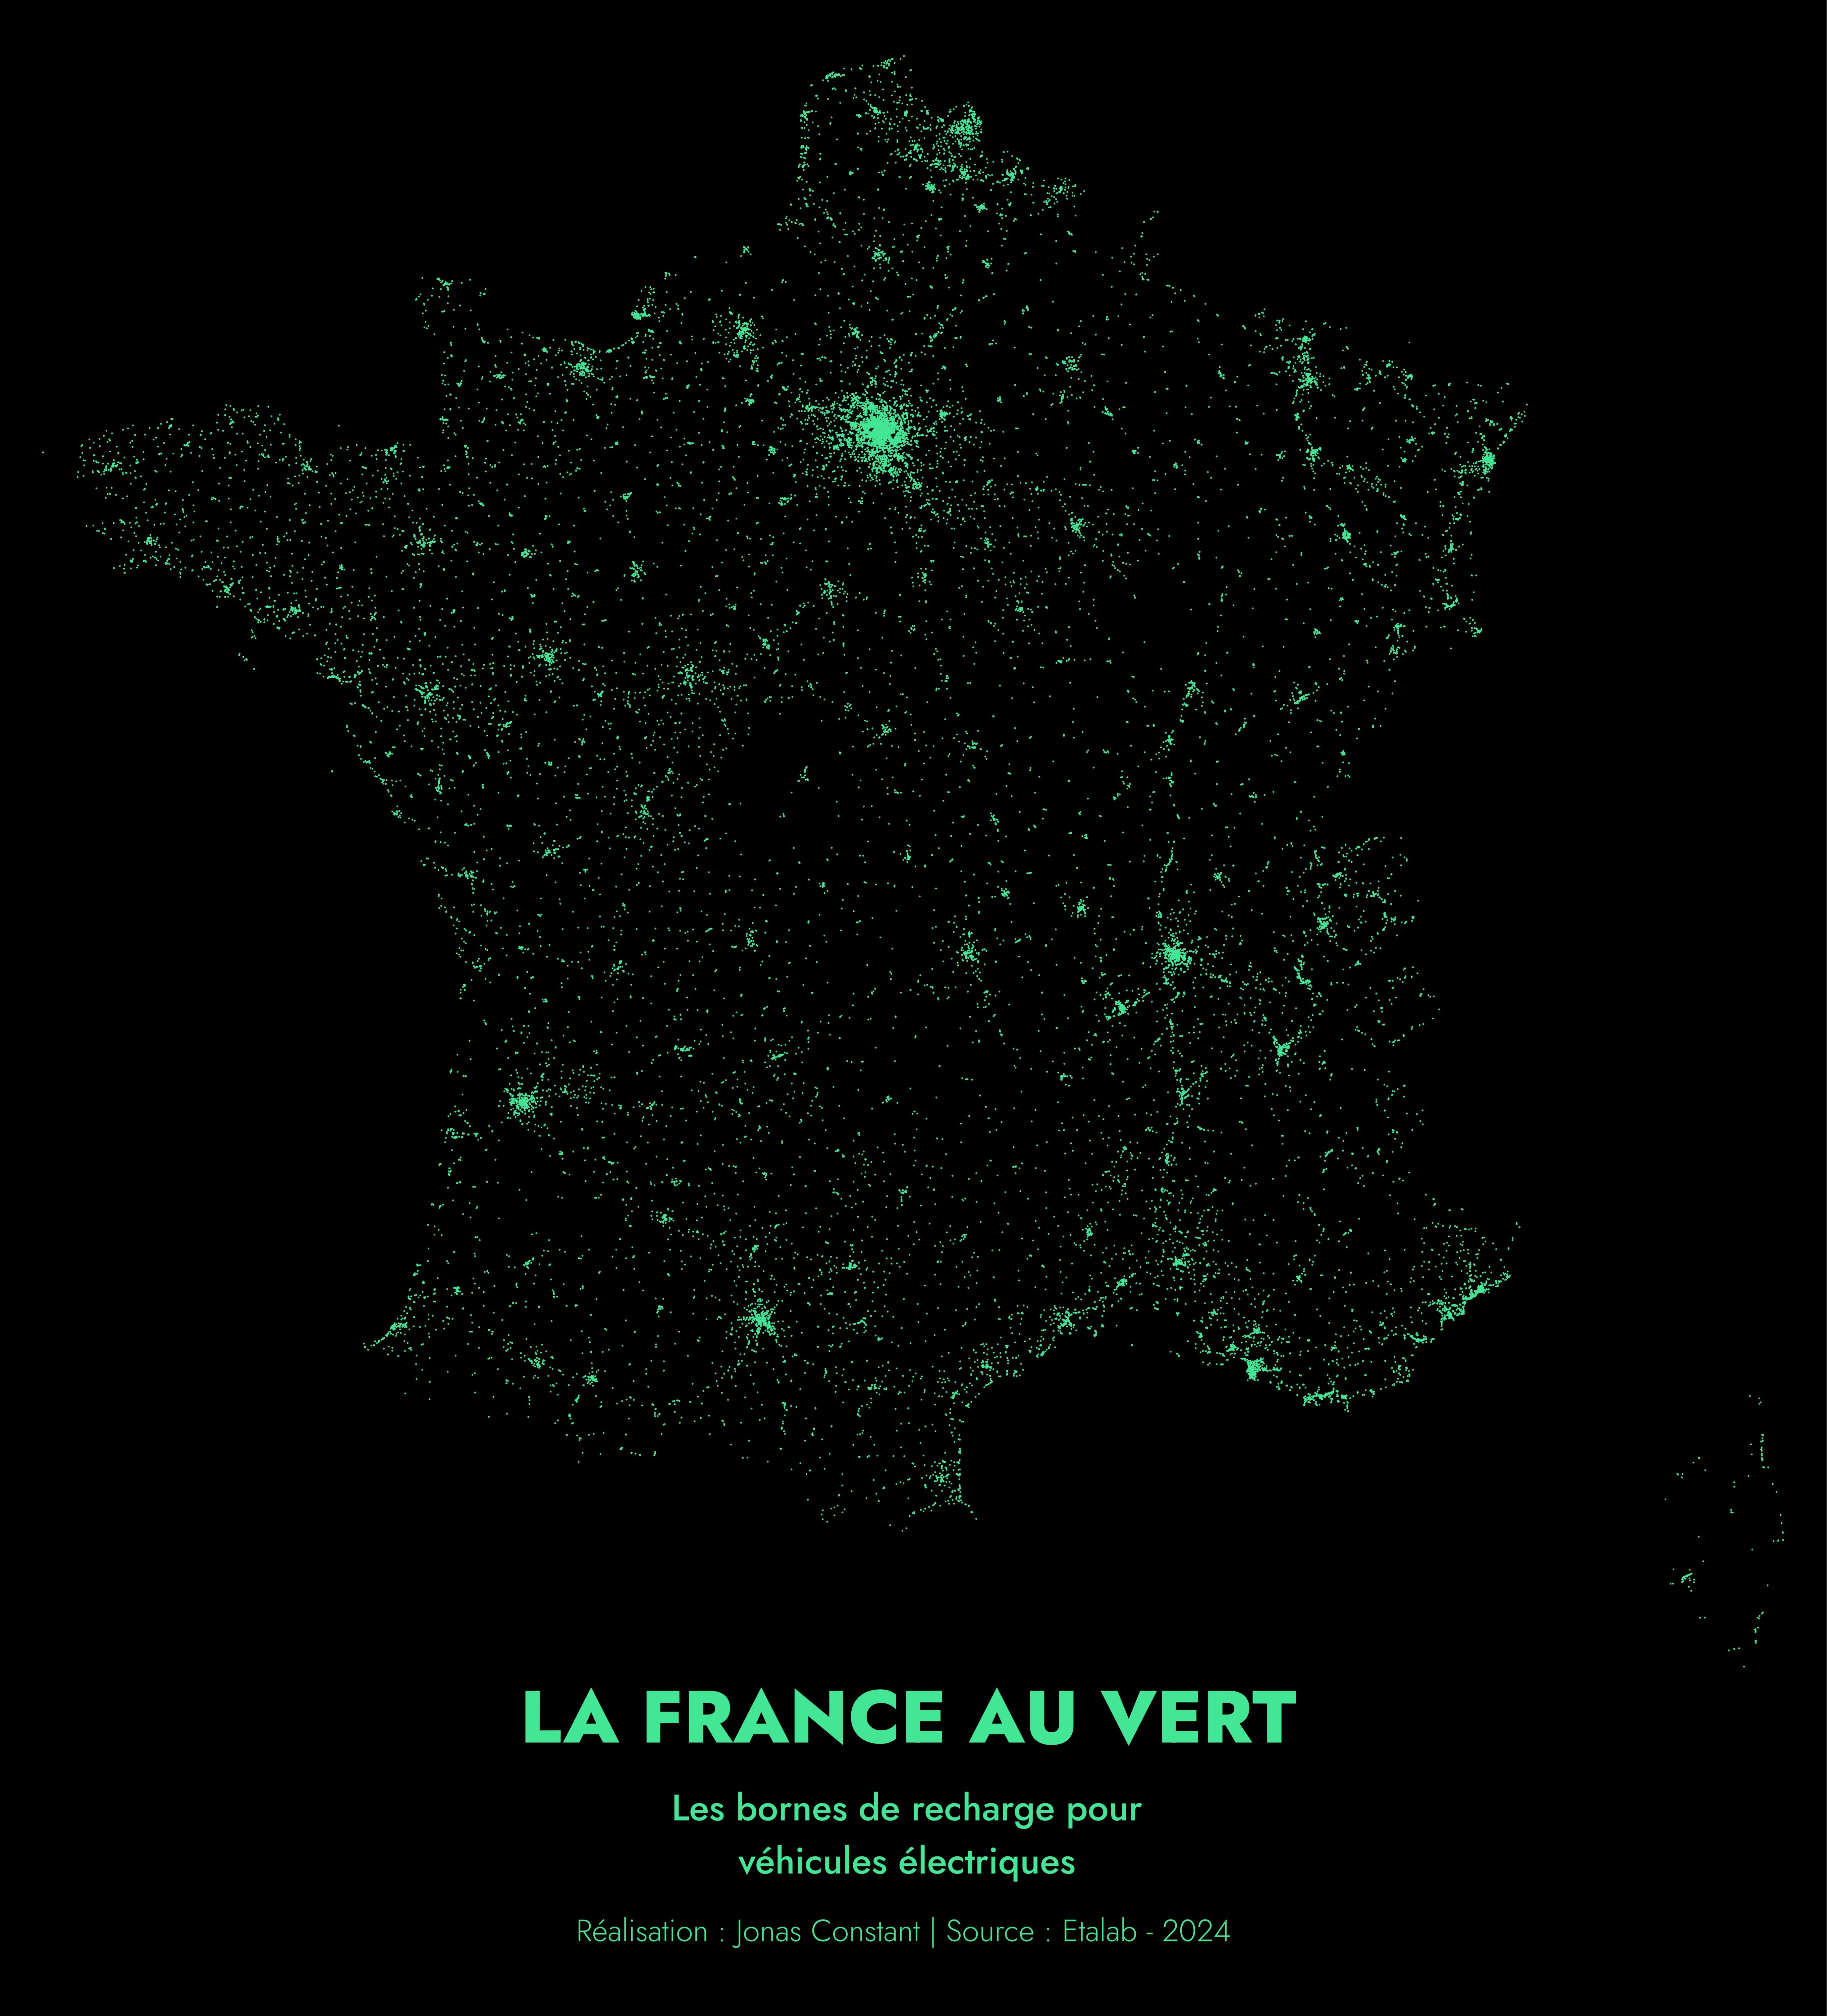 LA FRANCE AU VERT
Les bornes de recharge pour
véhicules électriques
Réalisation : Jonas Constant | Source : Etalab - 2024